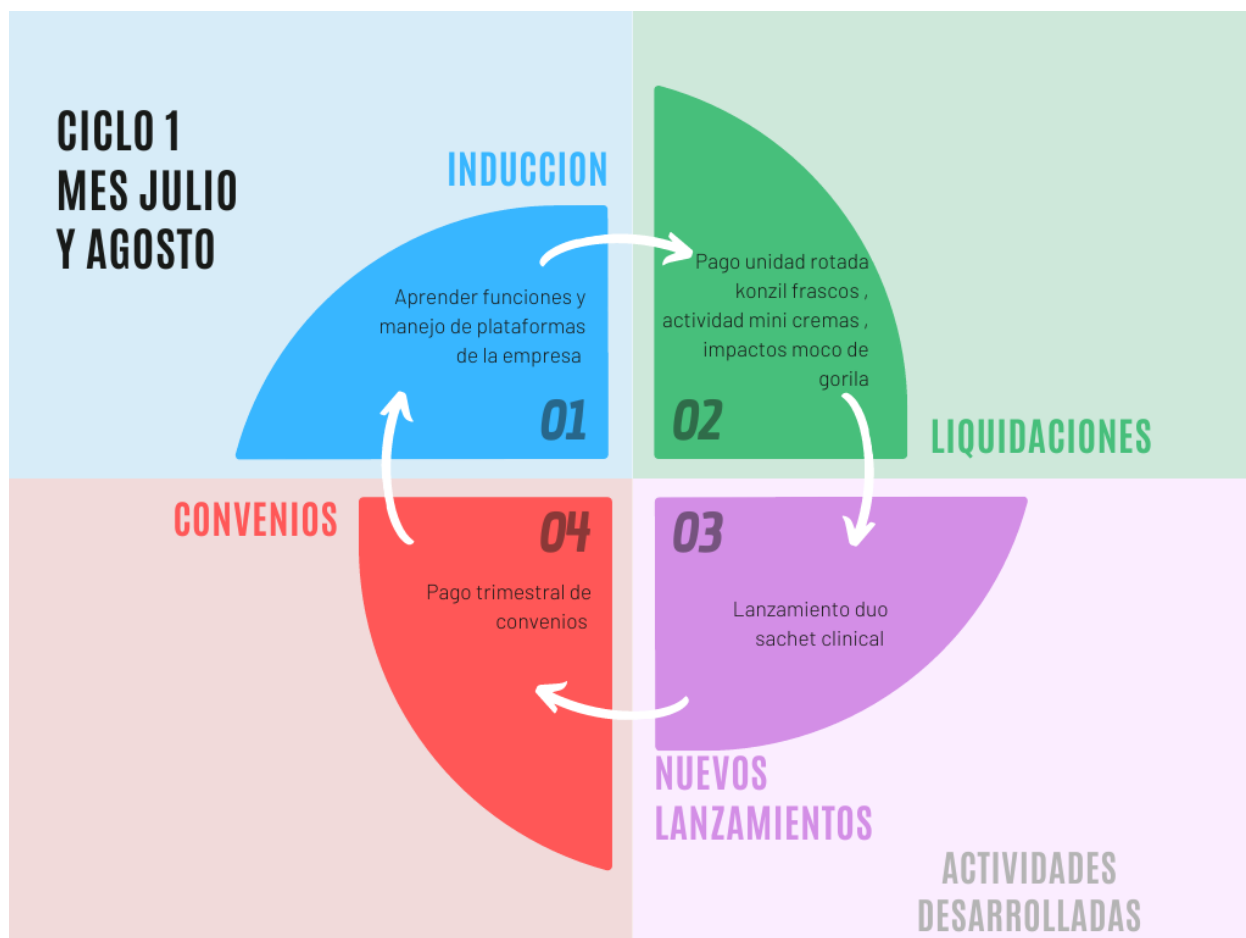 CICLO 1
MES JULIO
Y AGOSTO
INDUCCION
Aprender funciones y
manejo de plataformas
de la empresa
01
Pago unidad rotada
konzil frascos ,
actividad mini cremas ,
impactos moco de
gorila
02
LIQUIDACIONES
03
Lanzamiento duo
sachet clinical
NUEVOS
LANZAMIENTOS
CONVENIOS
04
Pago trimestral de
convenios
ACTIVIDADES
DESARROLLADAS